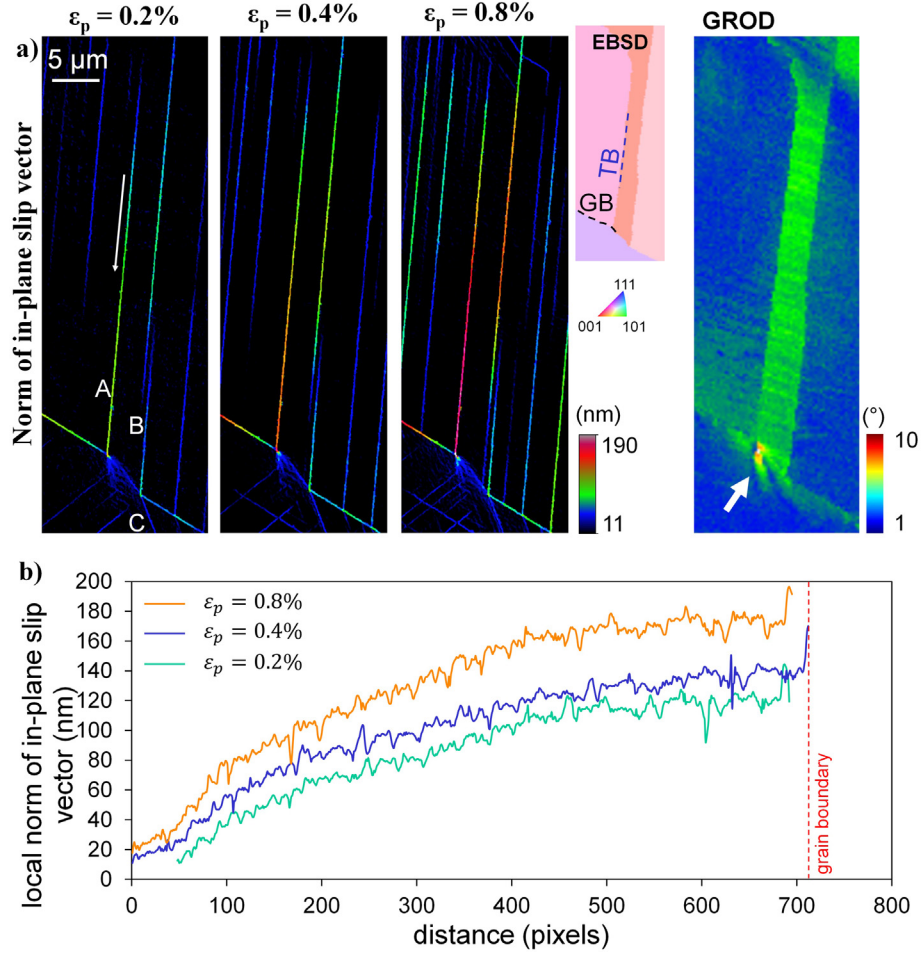 εp = 0.2% εp = 0.4% εp = 0.8% GROD
a)
5 µm
EBSD
TB
GB
111
001 101
Norm of in-plane slip vector
A
B
C
(nm)
190
11
(°)
10
1
b)
200
180
160
140
120
100
80
60
40
20
0
εp = 0.8%
εp = 0.4%
εp = 0.2%
local norm of in-plane slip
vector (nm)
grain boundary
0 100 200 300 400 500 600 700 800
distance (pixels)